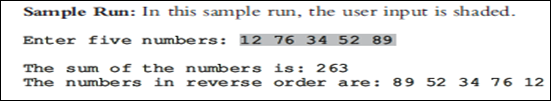 Sample Run: In this sample run, the user input is shaded.
Enter five numbers: 12 76 34 52 89
The sum of the numbers is: 263
The numbers in reverse order are: 89 52 34 76 12